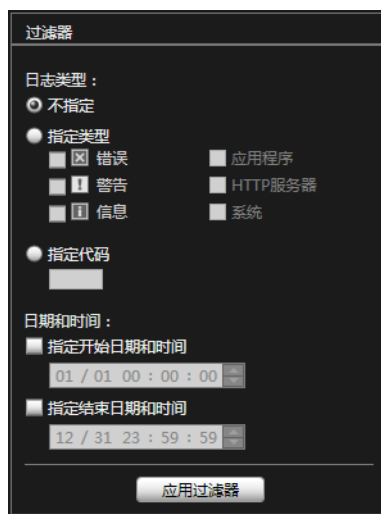 过滤器
日志类型：
不指定
指定类型
错误 应用程序
警告 HTTP服务器
信息 系统
指定代码
日期和时间：
指定开始日期和时间
01 / 01 00 : 00 : 00
指定结束日期和时间
12 / 31 23 : 59 : 59
应用过滤器